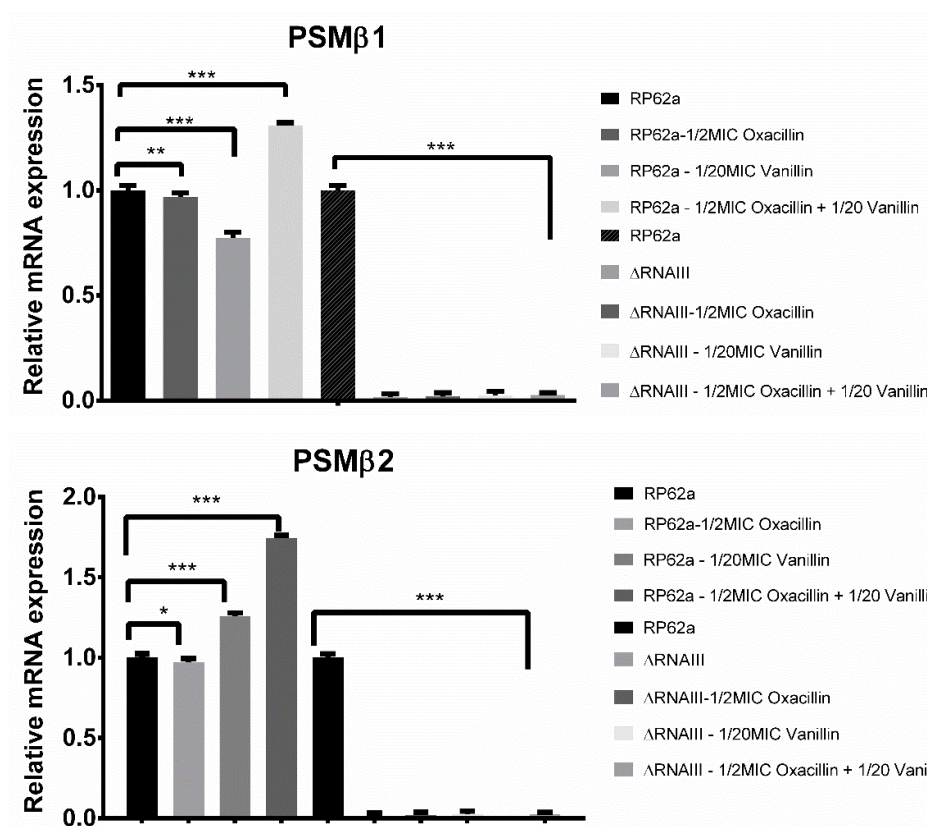 PSMβ1
Relative mRNA expression
1.5
1.0
0.5
0.0
***
***
**
***
RP62a
RP62a-1/2MIC Oxacillin
RP62a - 1/20MIC Vanillin
RP62a - 1/2MIC Oxacillin + 1/20 Vanillin
RP62a
ΔRNAIII
ΔRNAIII-1/2MIC Oxacillin
ΔRNAIII - 1/20MIC Vanillin
ΔRNAIII - 1/2MIC Oxacillin + 1/20 Vanillin
PSMβ2
Relative mRNA expression
2.0
1.5
1.0
0.5
0.0
***
***
*
***
RP62a
RP62a-1/2MIC Oxacillin
RP62a - 1/20MIC Vanillin
RP62a - 1/2MIC Oxacillin + 1/20 Vanilli
RP62a
ΔRNAIII
ΔRNAIII-1/2MIC Oxacillin
ΔRNAIII - 1/20MIC Vanillin
ΔRNAIII - 1/2MIC Oxacillin + 1/20 Vani